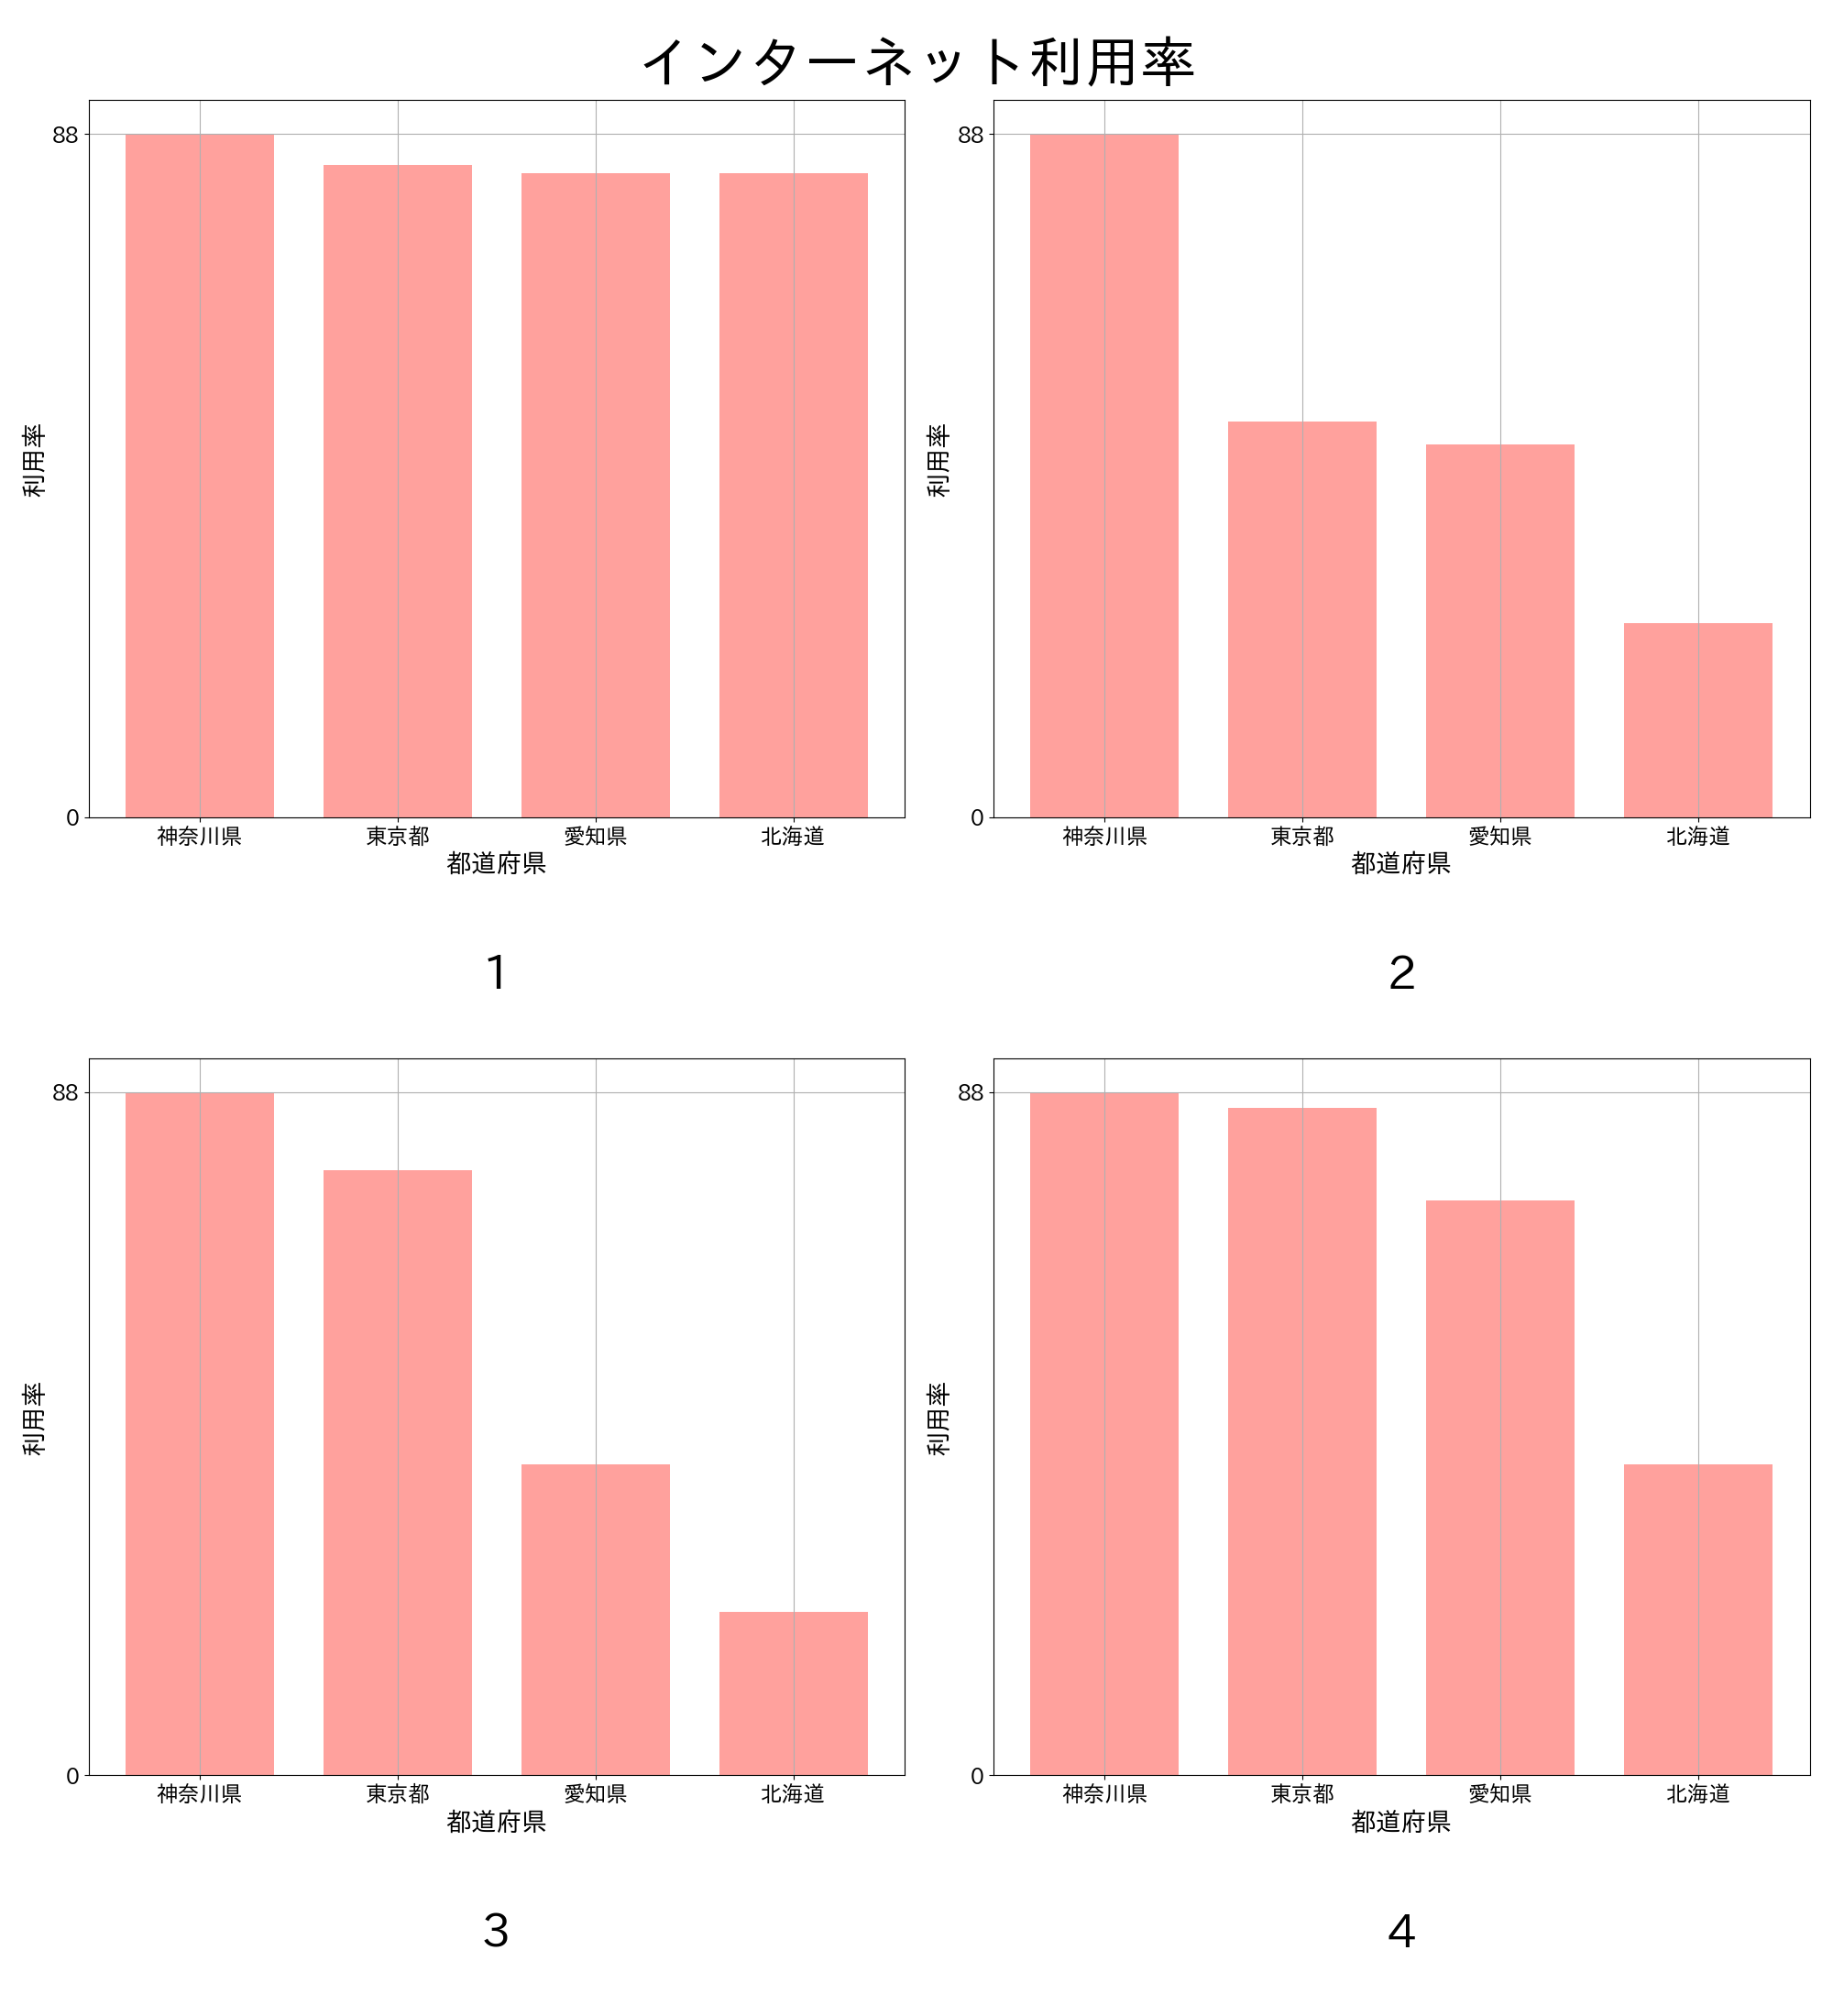 インターネット利用率
88
0
利用率
神奈川県 東京都 愛知県 北海道
都道府県
1
88
0
利用率
神奈川県 東京都 愛知県 北海道
都道府県
2
88
0
利用率
神奈川県 東京都 愛知県 北海道
都道府県
3
88
0
利用率
神奈川県 東京都 愛知県 北海道
都道府県
4